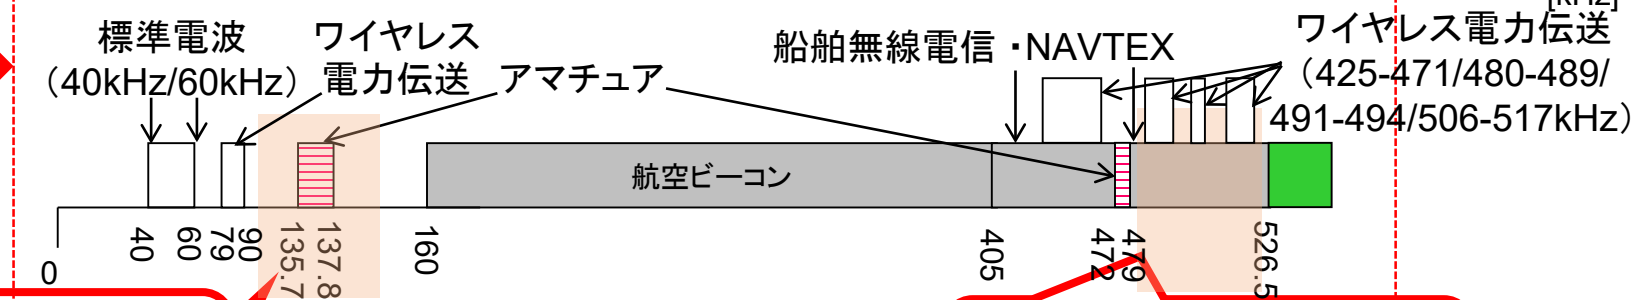 [kHz]
標準電波
（40kHz/60kHz）
ワイヤレス
電力伝送
アマチュア
船舶無線電信・NAVTEX
ワイヤレス電力伝送
（425-471/480-489/
491-494/506-517kHz）
航空ビーコン
0
40
60
79
90
135.7
137.8
160
405
472
479
526.5